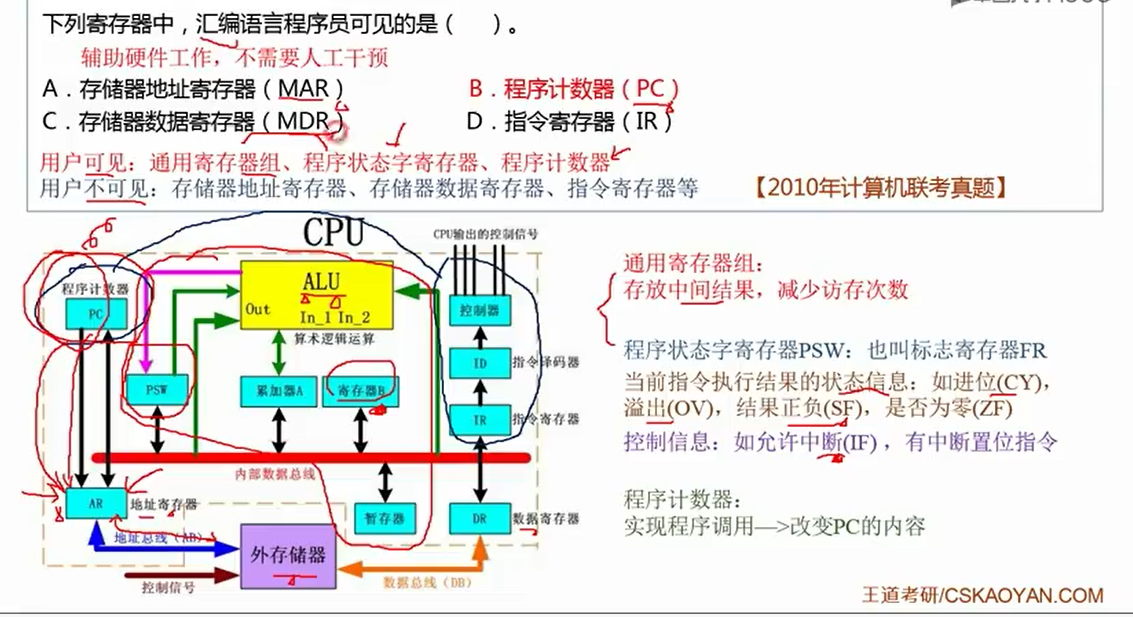 下列寄存器中，汇编语言程序员可见的是（ ）。
辅助硬件工作，不需要人工干预
A．存储器地址寄存器（MAR）
B．程序计数器（PC）
C．存储器数据寄存器（MDR）
D．指令寄存器（IR）
用户可见：通用寄存器组、程序状态字寄存器、程序计数器
用户不可见：存储器地址寄存器、存储器数据寄存器、指令寄存器等
【2010年计算机联考真题】
CPU
CPU输出的控制信号
程序计数器
PC
ALU
Out
In_1 In_2
算术逻辑运算
控制器
ID
指令译码器
PSW
累加器A
寄存器B
IR
指令寄存器
内部数据总线
AR
地址寄存器
暂存器
DR
数据寄存器
地址总线（AB）
外存储器
控制信号
数据总线（DB）
通用寄存器组：
存放中间结果，减少访存次数
程序状态字寄存器PSW：也叫标志寄存器FR
当前指令执行结果的状态信息：如进位(CY)，
溢出(OV)，结果正负(SF)，是否为零(ZF)
控制信息：如允许中断(IF)，有中断置位指令
程序计数器：
实现程序调用—>改变PC的内容
王道考研/CSKAOYAN.COM